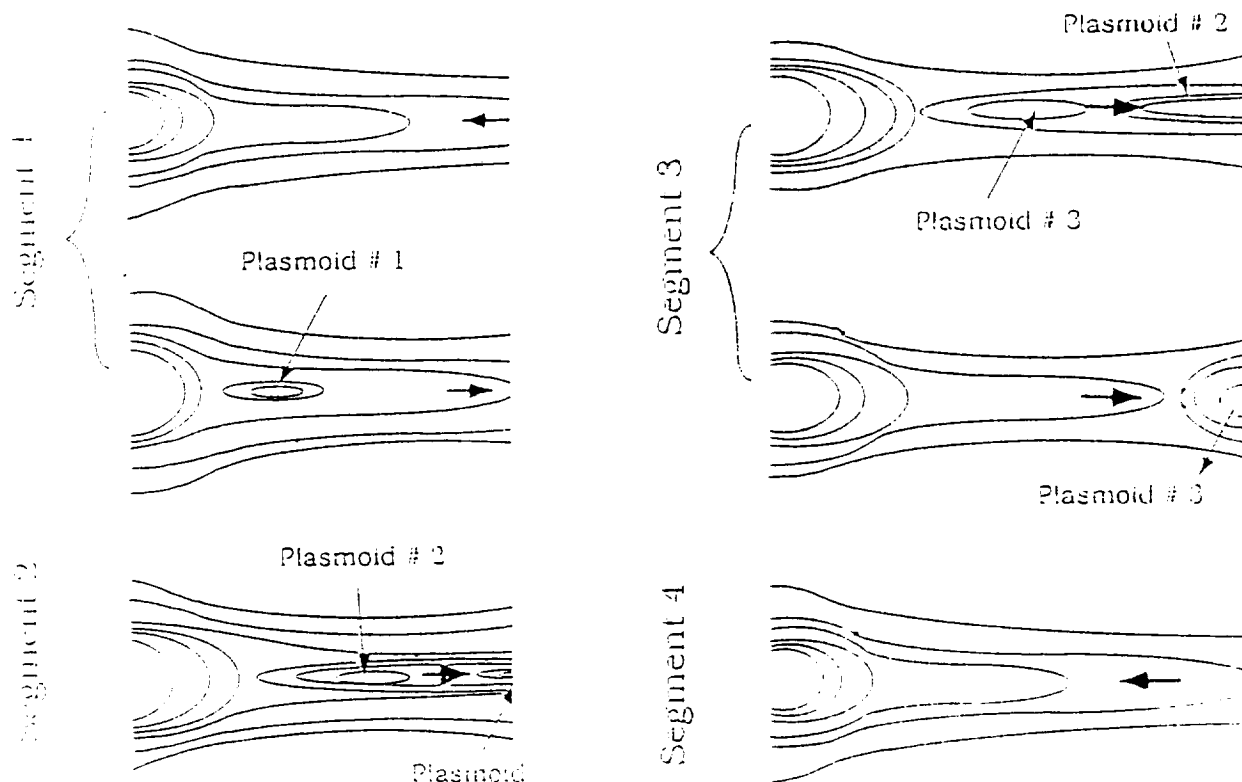 Segment 1
Plasmoid # 1
Segment 2
Plasmoid # 2
Plasmoid
Segment 3
Plasmoid # 2
Plasmoid # 3
Plasmoid # 3
Segment 4